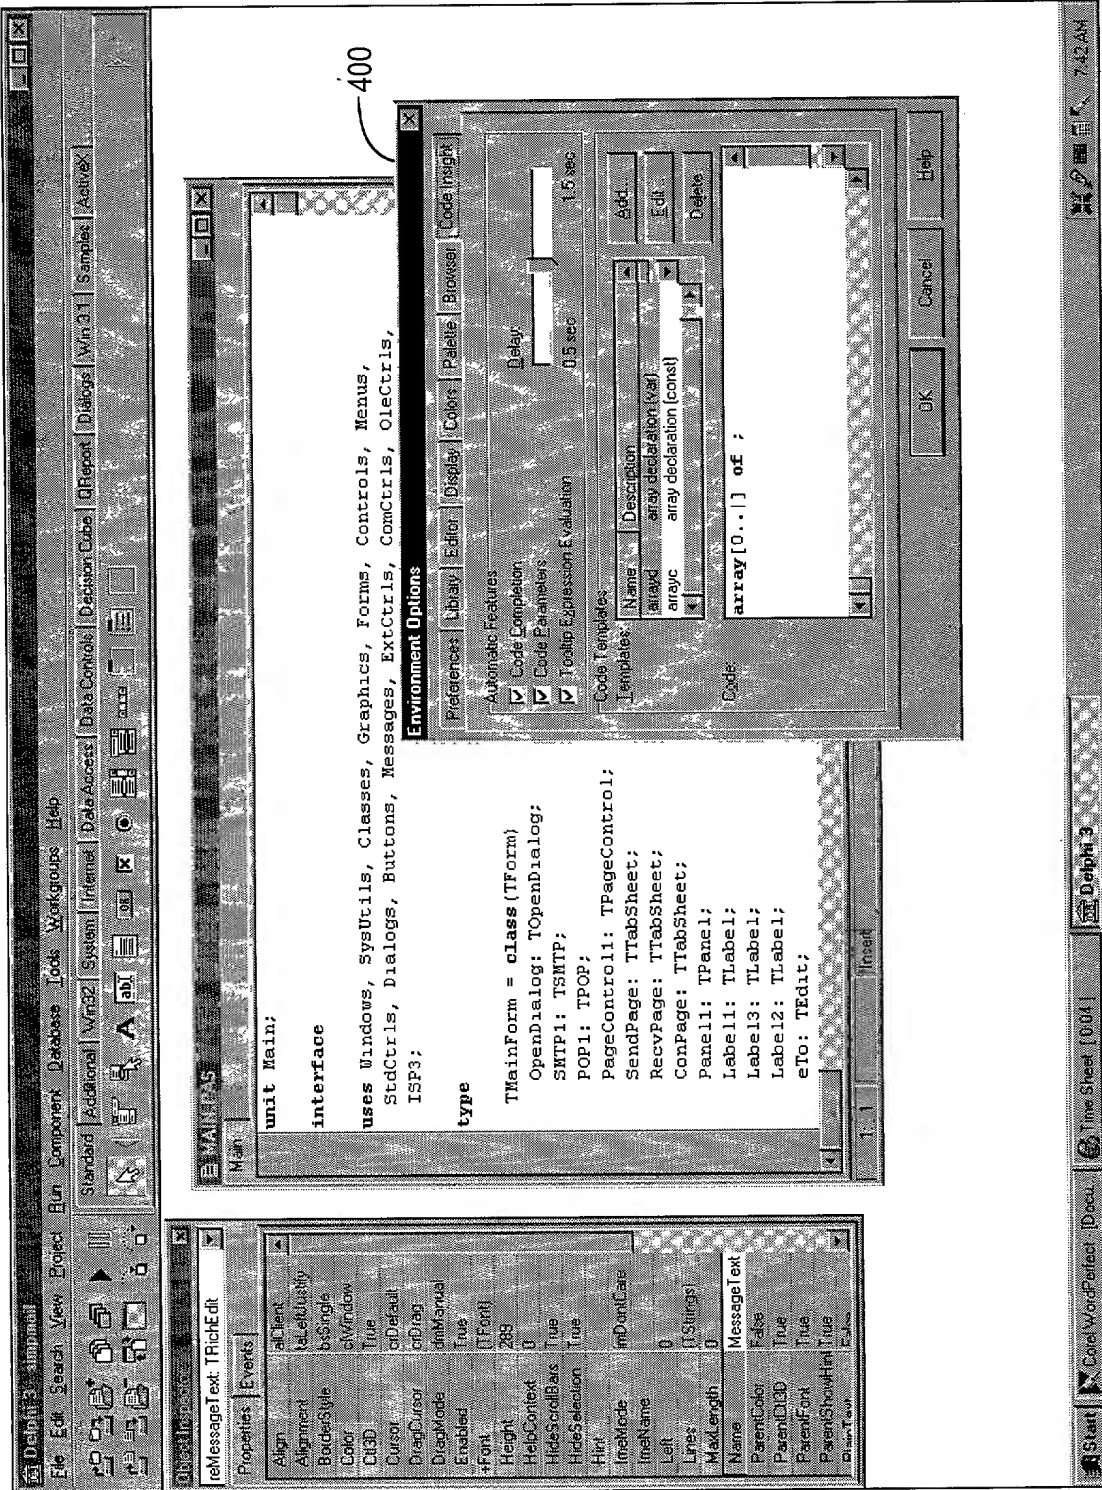 Delphi 3 - simpmail
File Edit Search View Project Run Component Database Tools Workgroups Help
Standard Additional Win32 System Internet Data Access Data Controls Decision Cube QReport Dialogs Win 3.1 Samples ActiveX
Object Inspector
reMessageText: TRichEdit
Properties Events
Align alClient
Alignment taLeftJustify
BorderStyle bsSingle
Color clWindow
Ctl3D True
Cursor crDefault
DragCursor crDrag
DragMode dmManual
Enabled True
+Font (TFont)
Height 289
HelpContext 0
HideScrollBars True
HideSelection True
Hint
ImeMode imDontCare
ImeName
Left 0
Lines (TStrings)
MaxLength 0
Name MessageText
ParentColor False
ParentCtl3D True
ParentFont True
ParentShowHint True
MAIN.PAS
Main
unit Main;
interface
uses Windows, SysUtils, Classes, Graphics, Forms, Controls, Menus,
StdCtrls, Dialogs, Buttons, Messages, ExtCtrls, ComCtrls, OleCtrls,
ISP3;
type
TMainForm = class(TForm)
OpenDialog: TOpenDialog;
SMTP1: TSMTP;
POP1: TPOP;
PageControl1: TPageControl;
SendPage: TTabSheet;
RecvPage: TTabSheet;
ConPage: TTabSheet;
Panel1: TPanel;
Label1: TLabel;
Label3: TLabel;
Label2: TLabel;
eTo: TEdit;
1: 1 Insert
400
Environment Options
Preferences Library Editor Display Colors Palette Browser Code Insight
Automatic Features
Code Completion
Code Parameters
Tooltip Expression Evaluation
Delay:
0.5 sec 1.5 sec
Code Templates
Templates:
Name Description
arrayd array declaration (var)
arrayc array declaration (const)
Add...
Edit...
Delete
Code:
array[0..|] of ;
OK Cancel Help
Start Corel WordPerfect - [Docu... Time Sheet [0:04] Delphi 3 7:42 AM